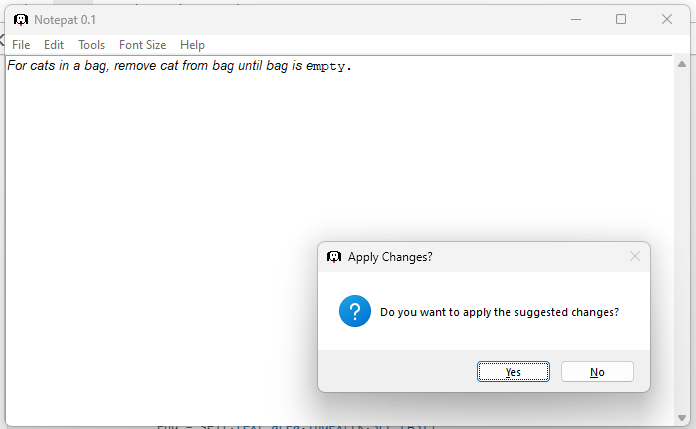 Notepat 0.1
File Edit Tools Font Size Help
For cats in a bag, remove cat from bag until bag is empty.
Apply Changes?
Do you want to apply the suggested changes?
Yes No